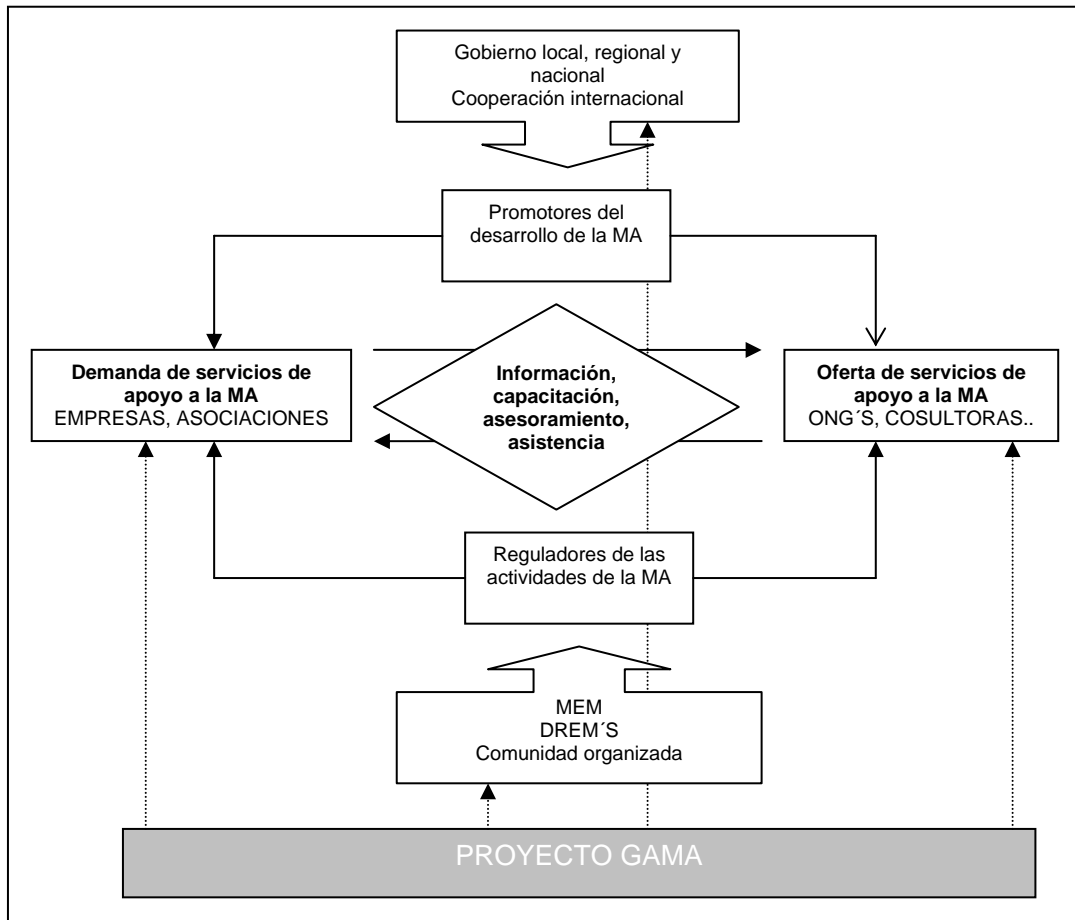 Gobierno local, regional y
nacional
Cooperación internacional
Promotores del
desarrollo de la MA
Demanda de servicios de
apoyo a la MA
EMPRESAS, ASOCIACIONES
Información,
capacitación,
asesoramiento,
asistencia
Oferta de servicios de
apoyo a la MA
ONG´S, COSULTORAS..
Reguladores de las
actividades de la MA
MEM
DREM´S
Comunidad organizada
PROYECTO GAMA